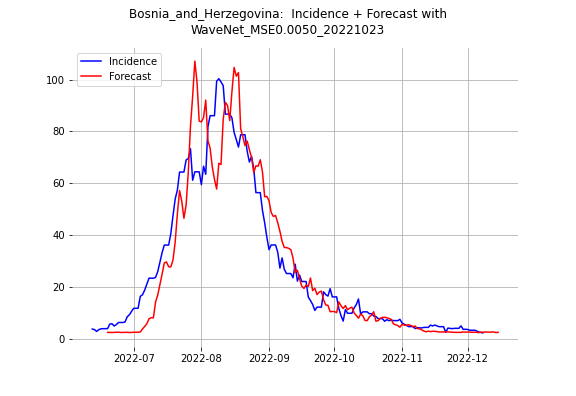 Bosnia_and_Herzegovina:  Incidence + Forecast with
WaveNet_MSE0.0050_20221023
Incidence
Forecast
100
80
60
40
20
0
2022-07 2022-08 2022-09 2022-10 2022-11 2022-12